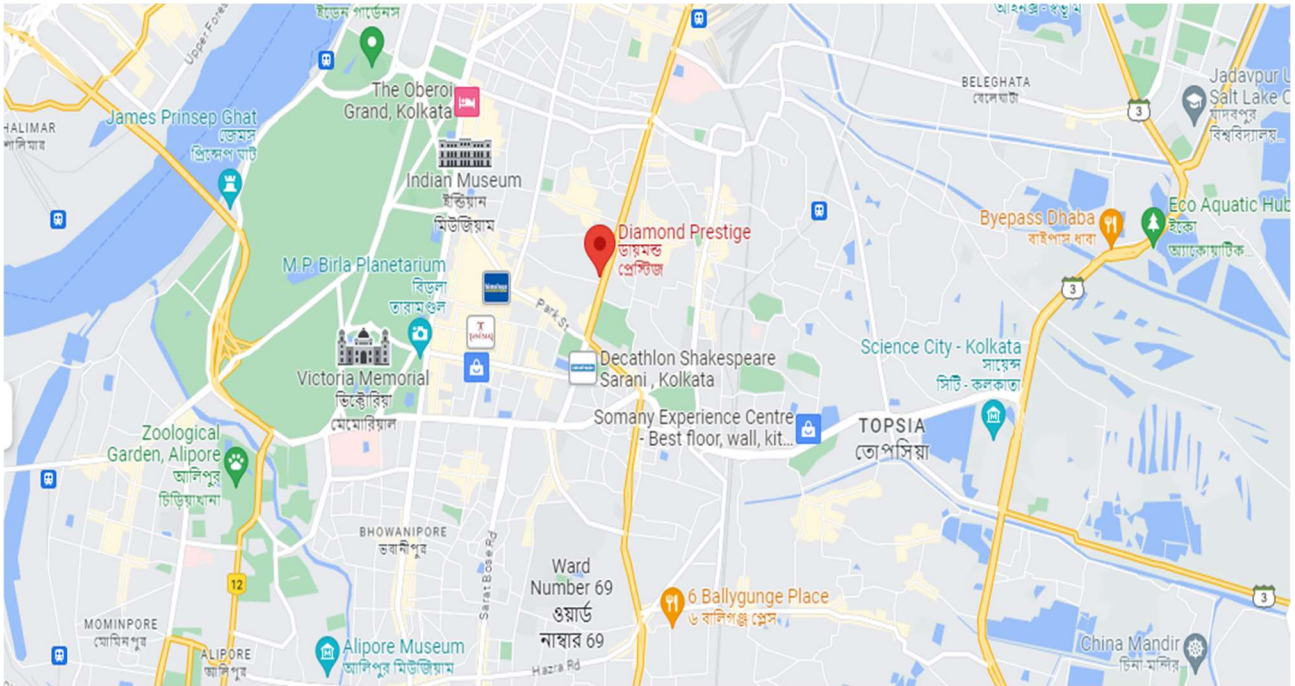 ইডেন গার্ডেনস
Upper Fores
The Oberoi
Grand, Kolkata
BELEGHATA
বেলেঘাটা
3
Jadavpur U
Salt Lake C
যাদবপুর
বিশ্ববিদ্যালয়...
HALIMAR
শালিমার
James Prinsep Ghat
জেমস
প্রিন্সেপ ঘাট
Indian Museum
ইন্ডিয়ান
মিউজিয়াম
Byepass Dhaba
বাইপাস ধাবা
Eco Aquatic Hub
ইকো
অ্যাকোয়াটিক...
Diamond Prestige
ডায়মন্ড
প্রেস্টিজ
M.P. Birla Planetarium
বিড়লা
তারামণ্ডল
3
Park St
Victoria Memorial
ভিক্টোরিয়া
মেমোরিয়াল
Decathlon Shakespeare
Sarani , Kolkata
Science City - Kolkata
সায়েন্স
সিটি - কলকাতা
Somany Experience Centre
- Best floor, wall, kit...
TOPSIA
তোপসিয়া
Zoological
Garden, Alipore
আলিপুর
চিড়িয়াখানা
BHOWANIPORE
ভবানীপুর
Sarat Bose Rd
Ward
Number 69
ওয়ার্ড
নাম্বার 69
12
6 Ballygunge Place
৬ বালিগঞ্জ প্লেস
3
MOMINPORE
মোমিনপুর
ALIPORE
আলিপুর
Alipore Museum
আলিপুর মিউজিয়াম
Hazra Rd
China Mandir
চিনা মন্দির